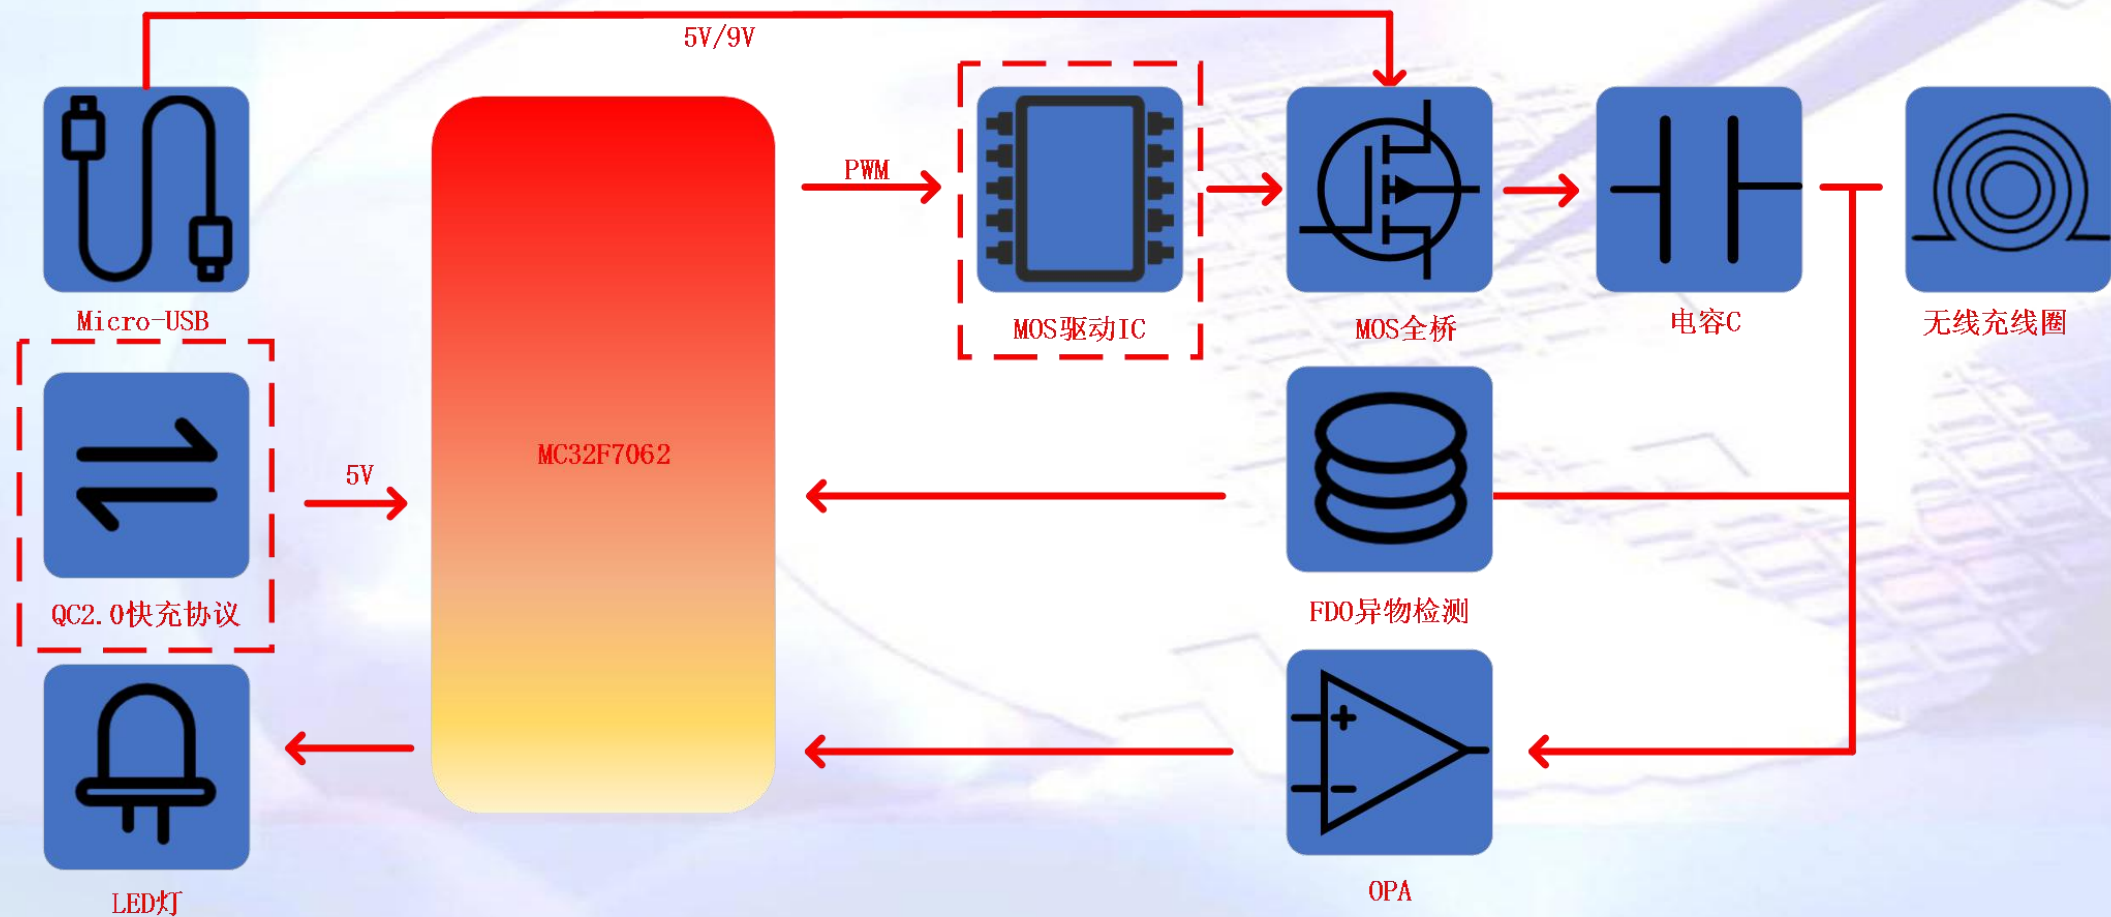 5V/9V
PWM
Micro-USB
MOS驱动IC
MOS全桥
电容C
无线充线圈
MC32F7062
5V
QC2.0快充协议
FDO异物检测
LED灯
OPA